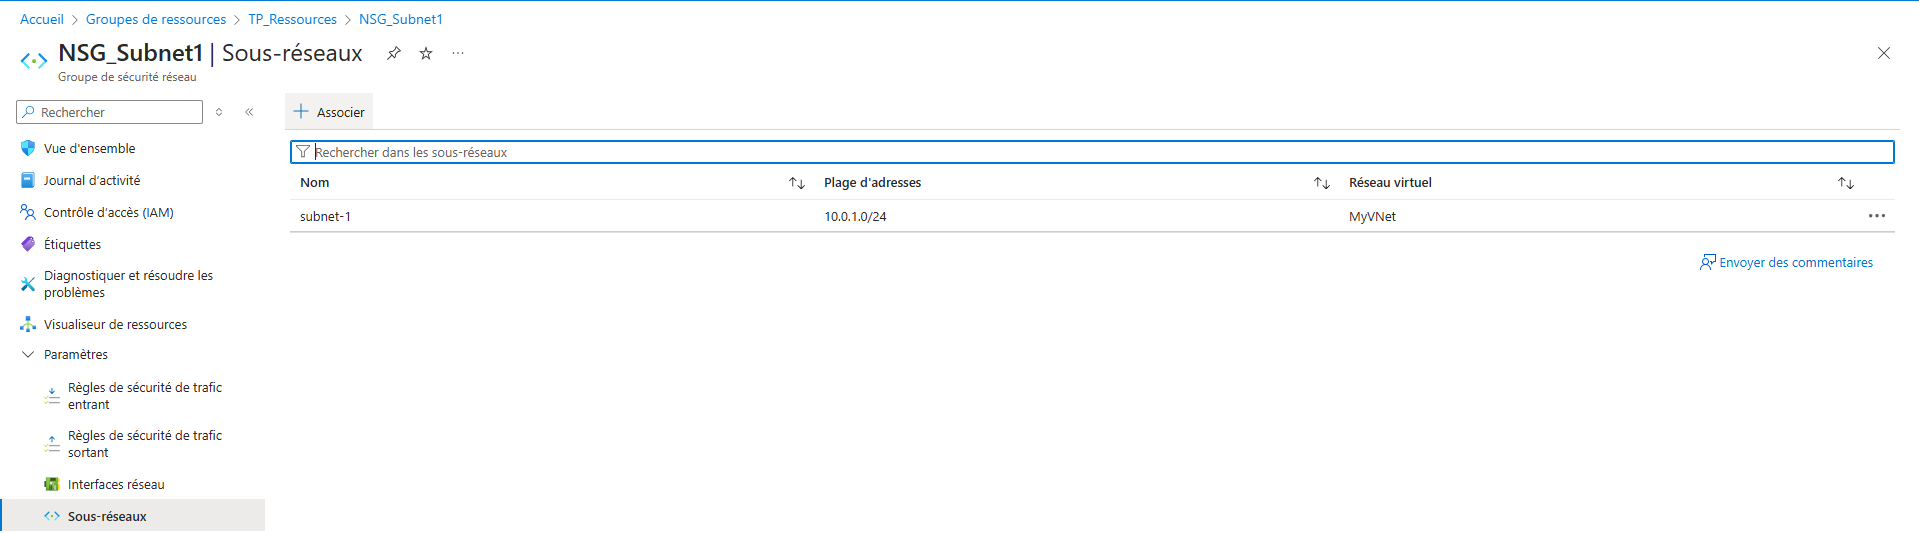 Accueil > Groupes de ressources > TP_Ressources > NSG_Subnet1
NSG_Subnet1 | Sous-réseaux
Groupe de sécurité réseau
Rechercher
Associer
Vue d'ensemble
Journal d'activité
Contrôle d'accès (IAM)
Étiquettes
Diagnostiquer et résoudre les
problèmes
Visualiseur de ressources
Paramètres
Règles de sécurité de trafic
entrant
Règles de sécurité de trafic
sortant
Interfaces réseau
Sous-réseaux
Rechercher dans les sous-réseaux
Nom Plage d'adresses Réseau virtuel
subnet-1 10.0.1.0/24 MyVNet
Envoyer des commentaires